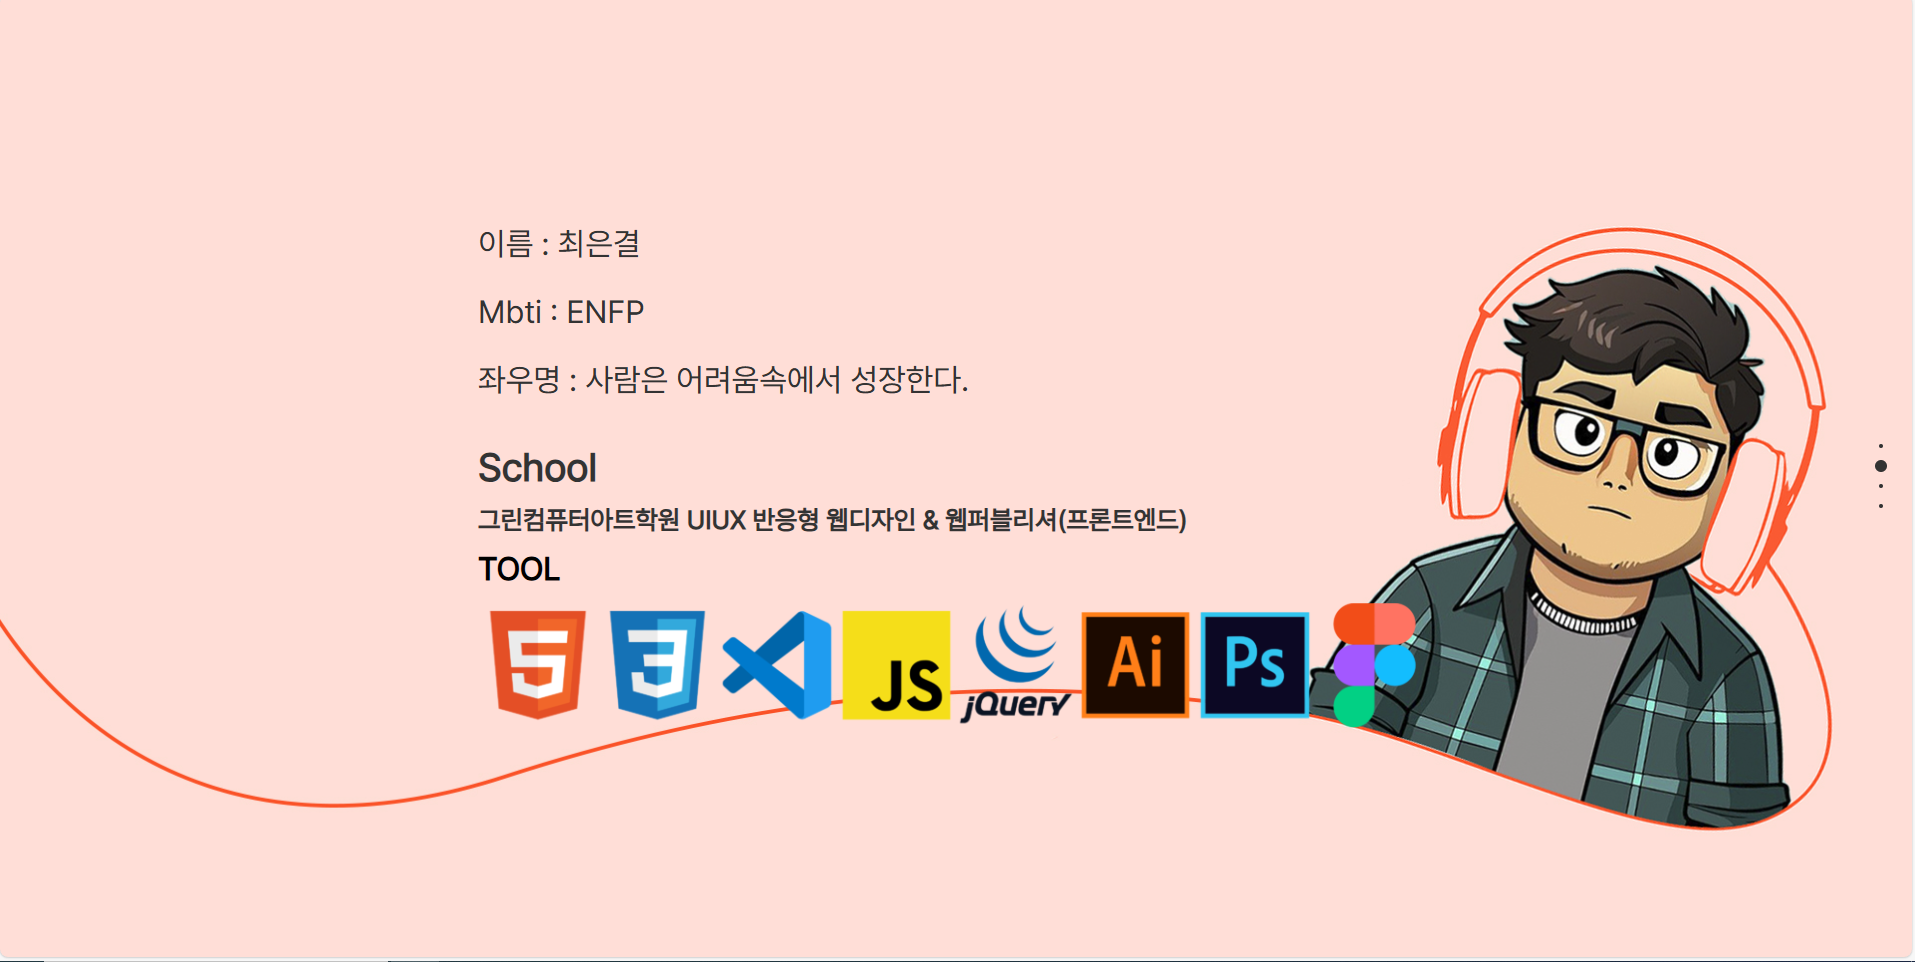 이름 : 최은결
Mbti : ENFP
좌우명 : 사람은 어려움속에서 성장한다.
School
그린컴퓨터아트학원 UIUX 반응형 웹디자인 & 웹퍼블리셔(프론트엔드)
TOOL
5 3 JS jQuery Ai Ps